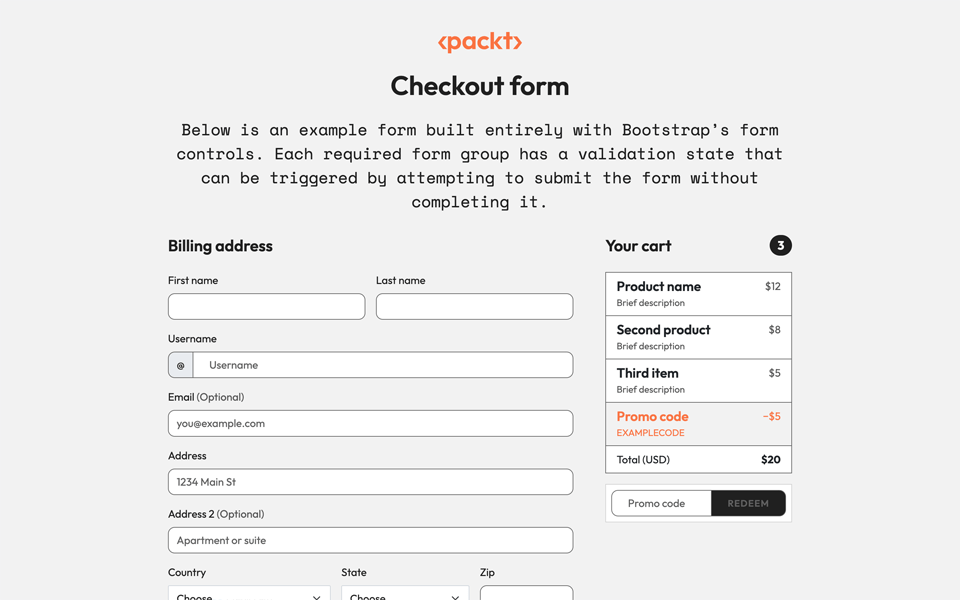 <packt>
Checkout form
Below is an example form built entirely with Bootstrap’s form
controls. Each required form group has a validation state that
can be triggered by attempting to submit the form without
completing it.
Billing address
First name
Last name
Username
@ Username
Email (Optional)
you@example.com
Address
1234 Main St
Address 2 (Optional)
Apartment or suite
Country
State
Zip
Choose...
Choose...
Your cart
3
Product name $12
Brief description
Second product $8
Brief description
Third item $5
Brief description
Promo code −$5
EXAMPLECODE
Total (USD) $20
Promo code REDEEM